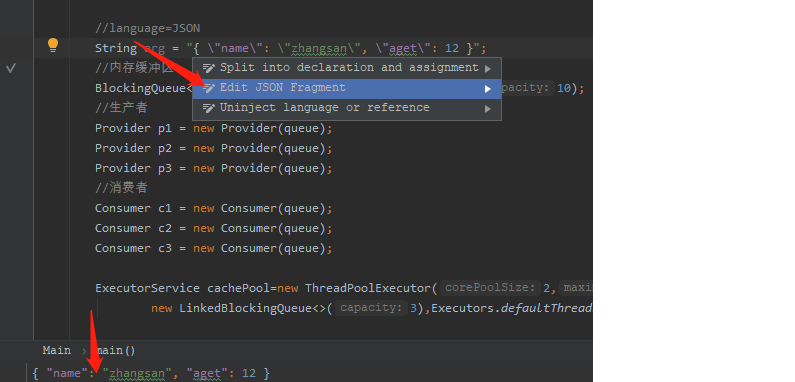 //language=JSON
String arg = "{ \"name\": \"zhangsan\", \"aget\": 12 }";
//内存缓冲区
Split into declaration and assignment
BlockingQueue<
Edit JSON Fragment
capacity: 10);
//生产者
Uninject language or reference
Provider p1 = new Provider(queue);
Provider p2 = new Provider(queue);
Provider p3 = new Provider(queue);
//消费者
Consumer c1 = new Consumer(queue);
Consumer c2 = new Consumer(queue);
Consumer c3 = new Consumer(queue);
ExecutorService cachePool=new ThreadPoolExecutor( corePoolSize: 2,
new LinkedBlockingQueue<>( capacity: 3),Executors.defaultThread
Main › main()
{ "name": "zhangsan", "aget": 12 }